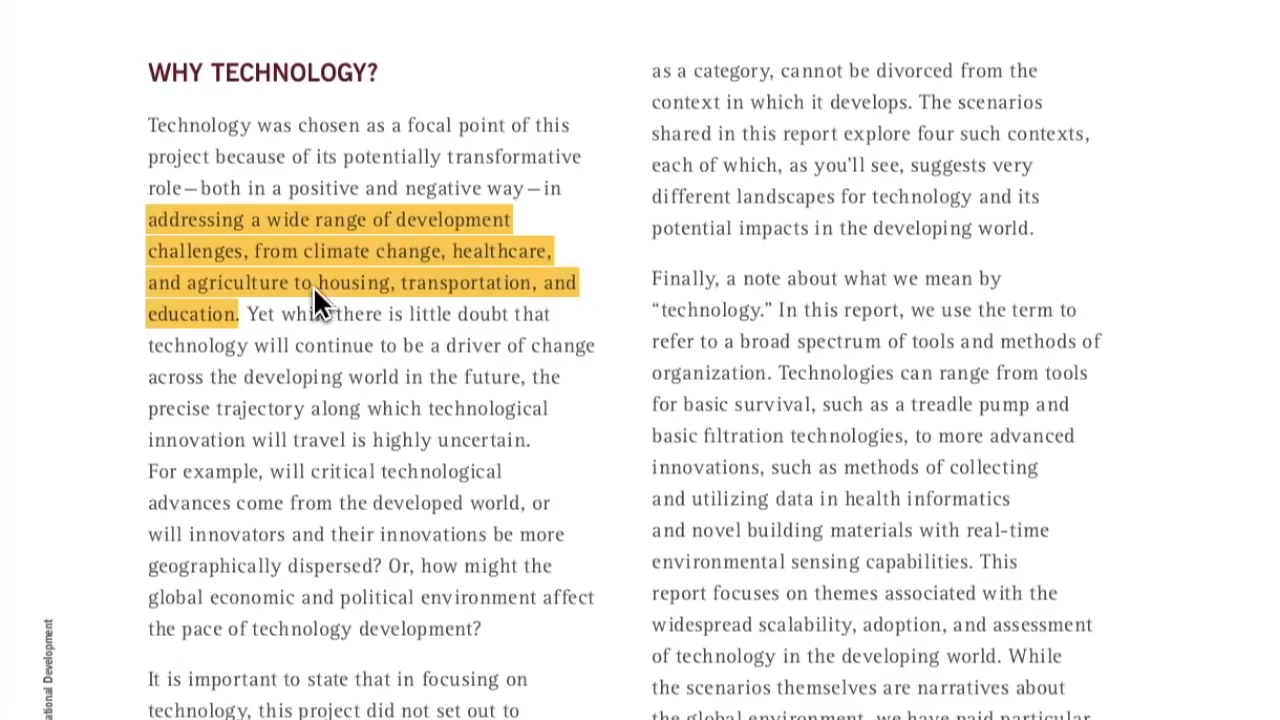 WHY TECHNOLOGY?
Technology was chosen as a focal point of this
project because of its potentially transformative
role—both in a positive and negative way—in
addressing a wide range of development
challenges, from climate change, healthcare,
and agriculture to housing, transportation, and
education. Yet while there is little doubt that
technology will continue to be a driver of change
across the developing world in the future, the
precise trajectory along which technological
innovation will travel is highly uncertain.
For example, will critical technological
advances come from the developed world, or
will innovators and their innovations be more
geographically dispersed? Or, how might the
global economic and political environment affect
the pace of technology development?
It is important to state that in focusing on
technology, this project did not set out to
as a category, cannot be divorced from the
context in which it develops. The scenarios
shared in this report explore four such contexts,
each of which, as you’ll see, suggests very
different landscapes for technology and its
potential impacts in the developing world.
Finally, a note about what we mean by
“technology.” In this report, we use the term to
refer to a broad spectrum of tools and methods of
organization. Technologies can range from tools
for basic survival, such as a treadle pump and
basic filtration technologies, to more advanced
innovations, such as methods of collecting
and utilizing data in health informatics
and novel building materials with real-time
environmental sensing capabilities. This
report focuses on themes associated with the
widespread scalability, adoption, and assessment
of technology in the developing world. While
the scenarios themselves are narratives about
the global environment, we have paid particular
ational Development